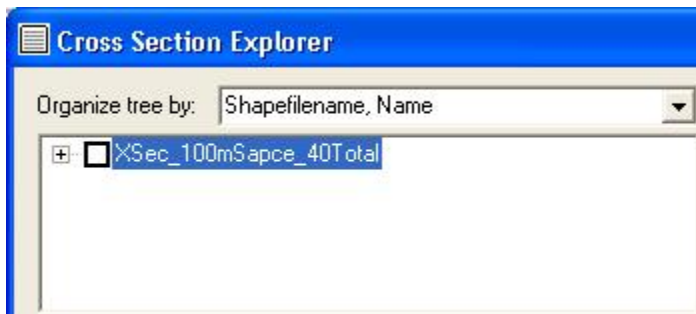 Cross Section Explorer
Organize tree by: Shapefilename, Name
XSec_100mSapce_40Total